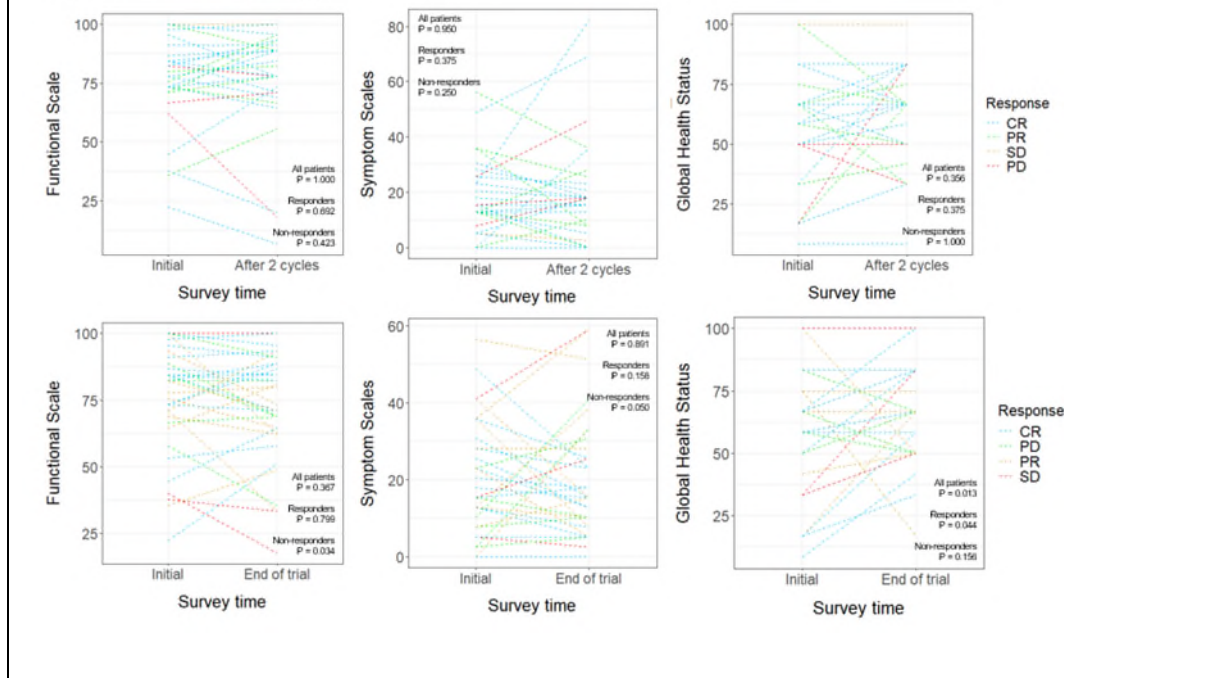 Functional Scale
100
75
50
25
All patients
P = 1.000
Responders
P = 0.692
Non-responders
P = 0.423
Initial
After 2 cycles
Survey time
Symptom Scales
80
60
40
20
0
All patients
P = 0.950
Responders
P = 0.375
Non-responders
P = 0.250
Initial
After 2 cycles
Survey time
Global Health Status
100
75
50
25
All patients
P = 0.356
Responders
P = 0.375
Non-responders
P = 1.000
Initial
After 2 cycles
Survey time
Response
CR
PR
SD
PD
Functional Scale
100
75
50
25
All patients
P = 0.367
Responders
P = 0.799
Non-responders
P = 0.034
Initial
End of trial
Survey time
Symptom Scales
60
40
20
0
All patients
P = 0.891
Responders
P = 0.156
Non-responders
P = 0.050
Initial
End of trial
Survey time
Global Health Status
100
75
50
25
All patients
P = 0.013
Responders
P = 0.044
Non-responders
P = 0.156
Initial
End of trial
Survey time
Response
CR
PD
PR
SD